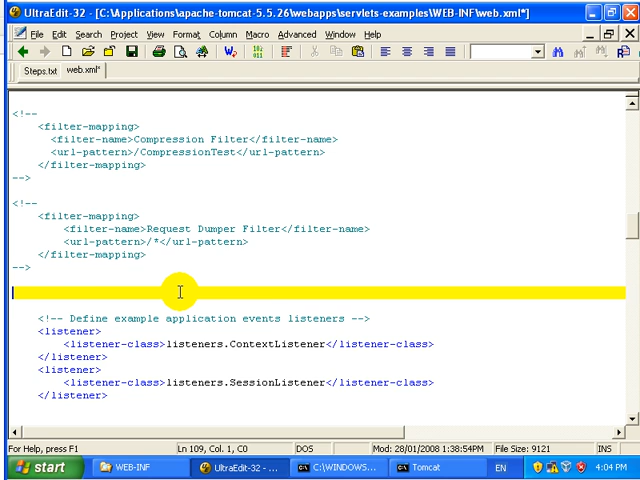 UltraEdit-32 - [C:\Applications\apache-tomcat-5.5.26\webapps\servlets-examples\WEB-INF\web.xml*]
File Edit Search Project View Format Column Macro Advanced Window Help
Steps.txt web.xml*
<!--
<filter-mapping>
<filter-name>Compression Filter</filter-name>
<url-pattern>/CompressionTest</url-pattern>
</filter-mapping>
-->
<!--
<filter-mapping>
<filter-name>Request Dumper Filter</filter-name>
<url-pattern>/*</url-pattern>
</filter-mapping>
-->
<!-- Define example application events listeners -->
<listener>
<listener-class>listeners.ContextListener</listener-class>
</listener>
<listener>
<listener-class>listeners.SessionListener</listener-class>
</listener>
For Help, press F1 Ln 109, Col. 1, C0 DOS Mod: 28/01/2008 1:38:54PM File Size: 9121 INS
start WEB-INF UltraEdit-32 - ... C:\WINDOWS... Tomcat EN 4:04 PM